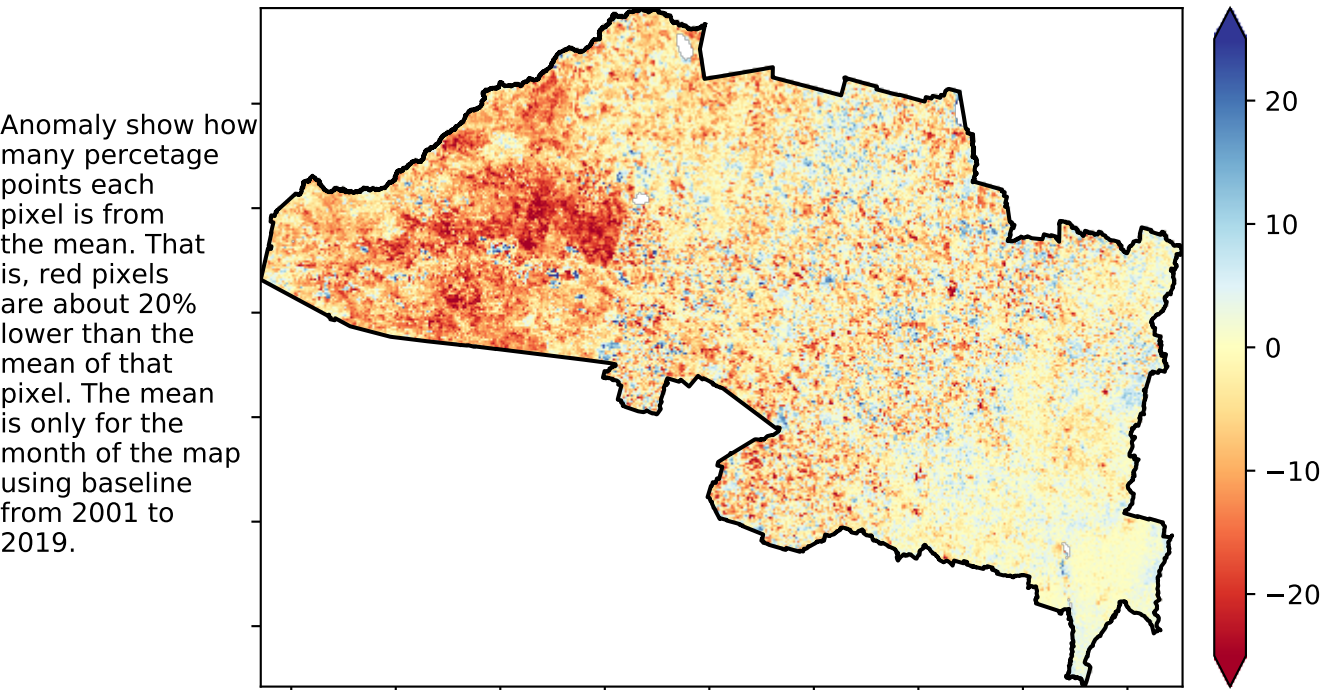 Anomaly show how
many percetage
points each
pixel is from
the mean. That
is, red pixels
are about 20%
lower than the
mean of that
pixel. The mean
is only for the
month of the map
using baseline
from 2001 to
2019.
20
10
0
−10
−20